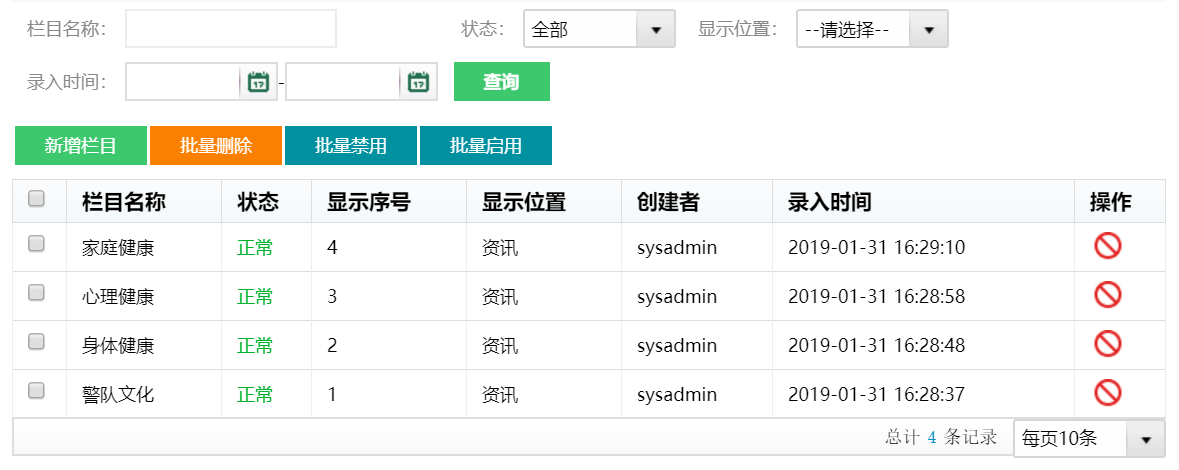 栏目名称: 状态: 全部 显示位置: --请选择--
录入时间: 17 - 17 查询
新增栏目 批量删除 批量禁用 批量启用
栏目名称 状态 显示序号 显示位置 创建者 录入时间 操作
家庭健康 正常 4 资讯 sysadmin 2019-01-31 16:29:10
心理健康 正常 3 资讯 sysadmin 2019-01-31 16:28:58
身体健康 正常 2 资讯 sysadmin 2019-01-31 16:28:48
警队文化 正常 1 资讯 sysadmin 2019-01-31 16:28:37
总计 4 条记录 每页10条